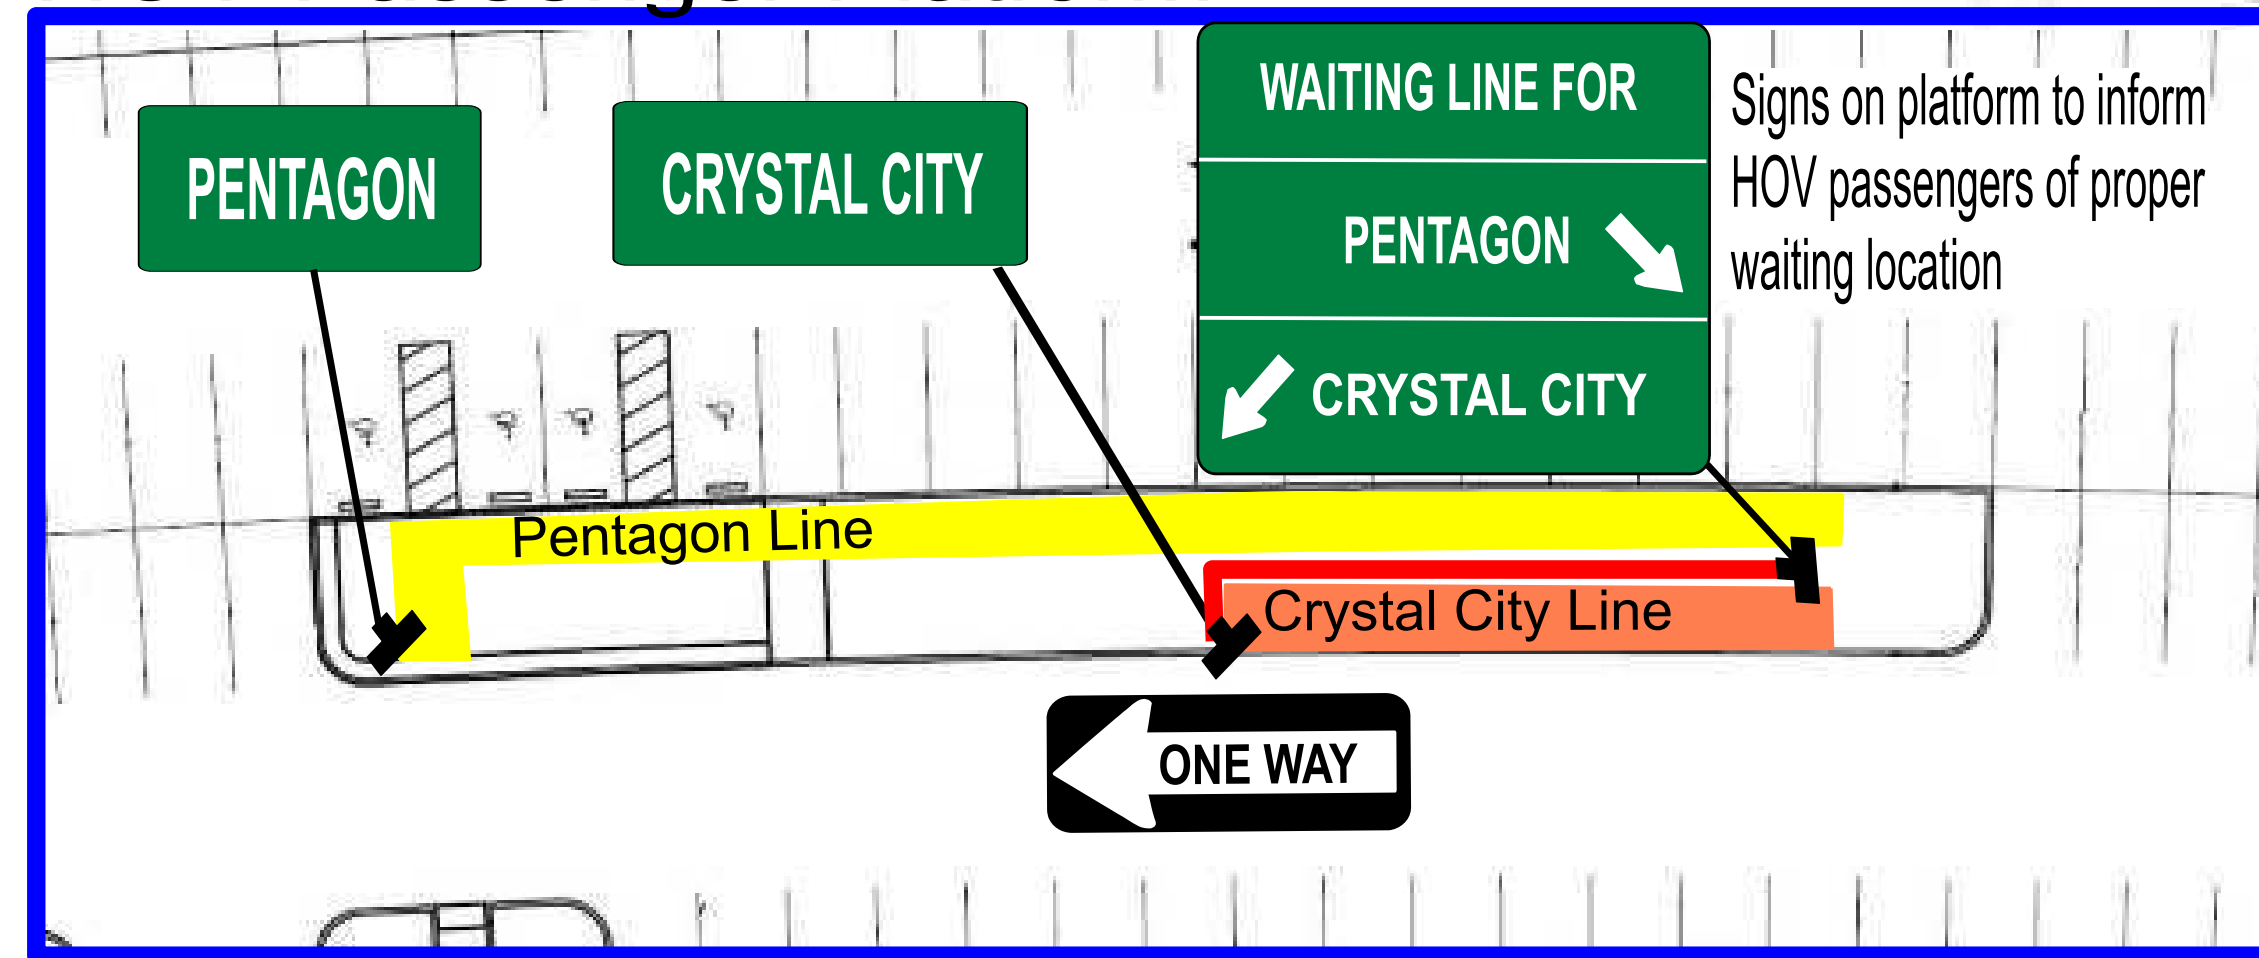 PENTAGON
CRYSTAL CITY
WAITING LINE FOR
PENTAGON
CRYSTAL CITY
Signs on platform to inform
HOV passengers of proper
waiting location
Pentagon Line
Crystal City Line
ONE WAY